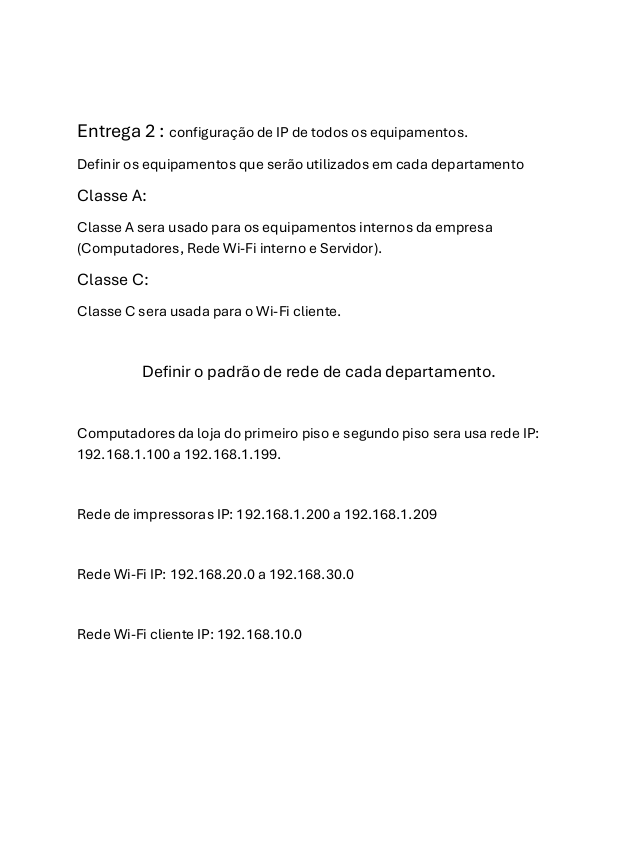 Entrega 2 : configuração de IP de todos os equipamentos.
Definir os equipamentos que serão utilizados em cada departamento
Classe A:
Classe A sera usado para os equipamentos internos da empresa
(Computadores, Rede Wi-Fi interno e Servidor).
Classe C:
Classe C sera usada para o Wi-Fi cliente.
Definir o padrão de rede de cada departamento.
Computadores da loja do primeiro piso e segundo piso sera usa rede IP:
192.168.1.100 a 192.168.1.199.
Rede de impressoras IP: 192.168.1.200 a 192.168.1.209
Rede Wi-Fi IP: 192.168.20.0 a 192.168.30.0
Rede Wi-Fi cliente IP: 192.168.10.0